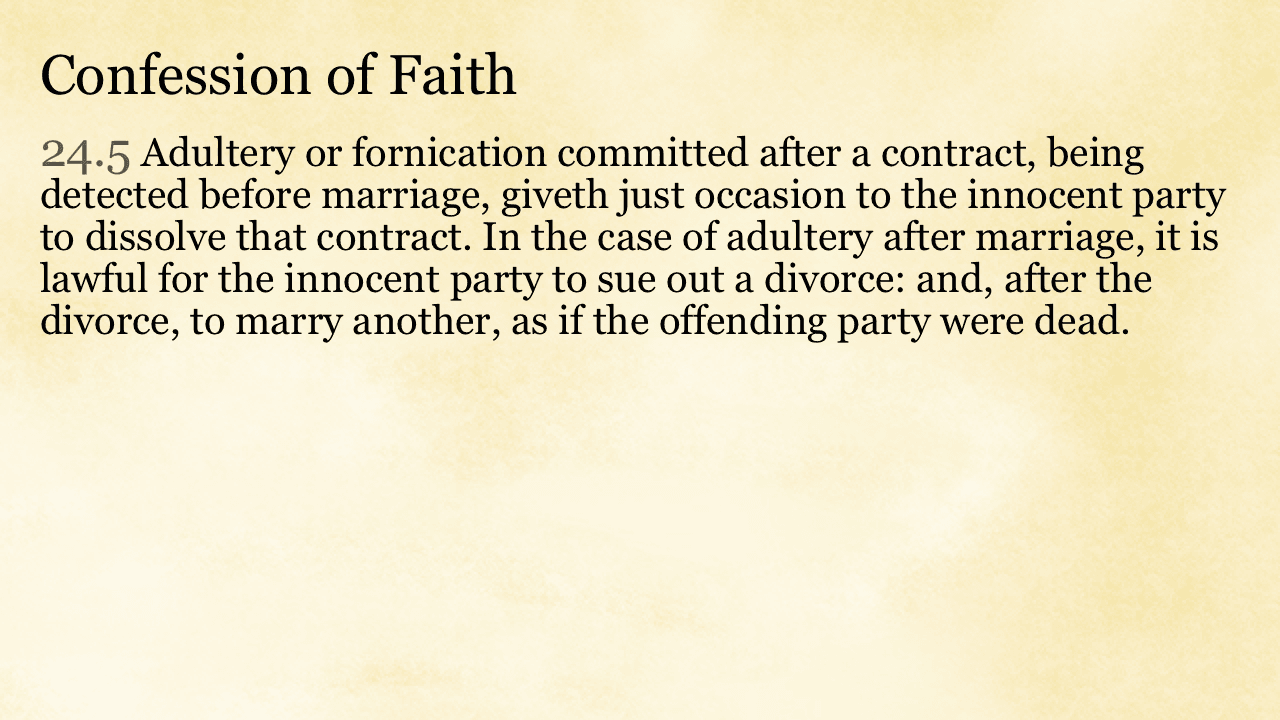 Confession of Faith
24.5 Adultery or fornication committed after a contract, being
detected before marriage, giveth just occasion to the innocent party
to dissolve that contract. In the case of adultery after marriage, it is
lawful for the innocent party to sue out a divorce: and, after the
divorce, to marry another, as if the offending party were dead.